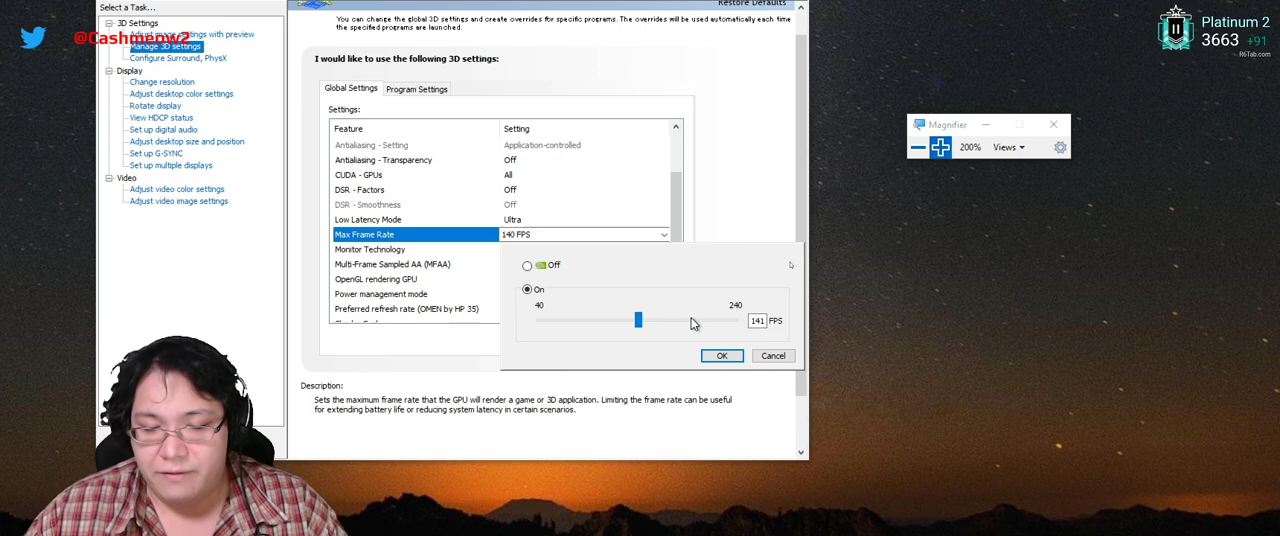 Select a Task...
3D Settings
Adjust image settings with preview
Manage 3D settings
Configure Surround, PhysX
Display
Change resolution
Adjust desktop color settings
Rotate display
View HDCP status
Set up digital audio
Adjust desktop size and position
Set up G-SYNC
Set up multiple displays
Video
Adjust video color settings
Adjust video image settings
@Cashmeow2
Restore Defaults
You can change the global 3D settings and create overrides for specific programs. The overrides will be used automatically each time
the specified programs are launched.
I would like to use the following 3D settings:
Global Settings Program Settings
Settings:
Feature Setting
Antialiasing - Setting Application-controlled
Antialiasing - Transparency Off
CUDA - GPUs All
DSR - Factors Off
DSR - Smoothness Off
Low Latency Mode Ultra
Max Frame Rate 140 FPS
Monitor Technology
Multi-Frame Sampled AA (MFAA)
OpenGL rendering GPU
Power management mode
Preferred refresh rate (OMEN by HP 35)
Off
On
40 240
141 FPS
OK Cancel
Description:
Sets the maximum frame rate that the GPU will render a game or 3D application. Limiting the frame rate can be useful
for extending battery life or reducing system latency in certain scenarios.
Magnifier
200% Views
II
Platinum 2
3663 +91
R6Tab.com